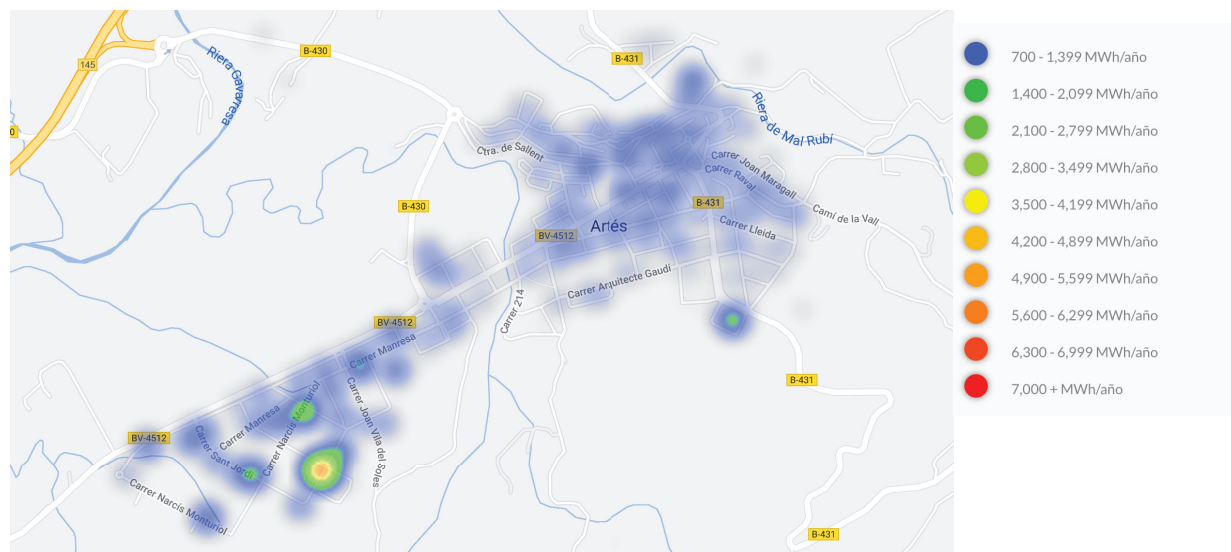 B-430
B-431
145
Riera Gavarresa
Riera de Mal Rubí
0
Ctra. de Sallent
Carrer Joan Maragall
Carrer Raval
B-430
B-431
Camí de la Vall
Artés
Carrer Lleida
BV-4512
Carrer Arquitecte Gaudí
Carrer 214
BV-4512
Carrer Manresa
B-431
Carrer Narcís Monturiol
Carrer Joan Vila del Soles
Carrer Manresa
BV-4512
Carrer Sant Jordi
Carrer Narcís Monturiol
B-431
700 - 1,399 MWh/año
1,400 - 2,099 MWh/año
2,100 - 2,799 MWh/año
2,800 - 3,499 MWh/año
3,500 - 4,199 MWh/año
4,200 - 4,899 MWh/año
4,900 - 5,599 MWh/año
5,600 - 6,299 MWh/año
6,300 - 6,999 MWh/año
7,000 + MWh/año